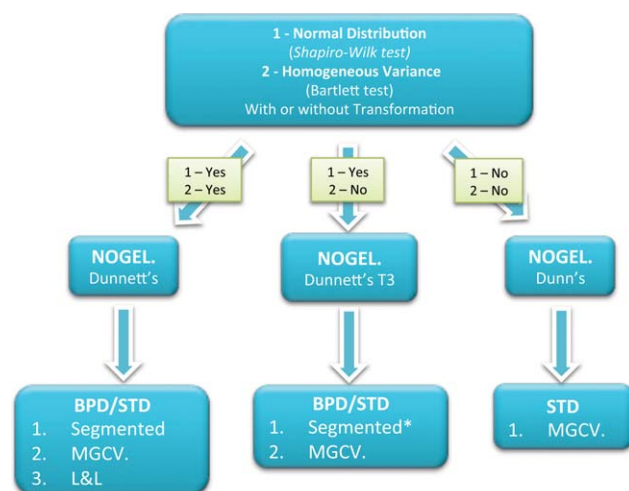 1 - Normal Distribution
(Shapiro-Wilk test)
2 - Homogeneous Variance
(Bartlett test)
With or without Transformation
1 – Yes
2 – Yes
1 – Yes
2 – No
1 – No
2 – No
NOGEL.
Dunnett's
NOGEL.
Dunnett's T3
NOGEL.
Dunn's
BPD/STD
1. Segmented
2. MGCV.
3. L&L
BPD/STD
1. Segmented*
2. MGCV.
STD
1. MGCV.